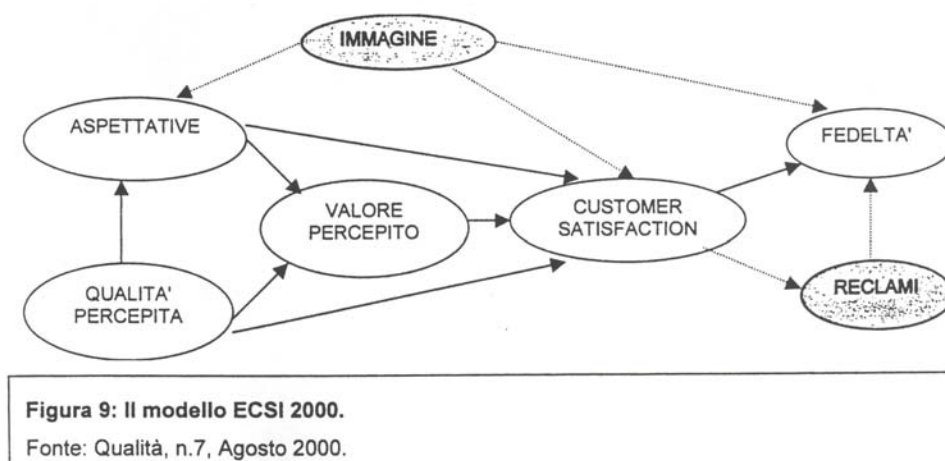 IMMAGINE
ASPETTATIVE
FEDELTA'
VALORE
PERCEPITO
CUSTOMER
SATISFACTION
QUALITA'
PERCEPITA
RECLAMI
Figura 9: Il modello ECSI 2000.
Fonte: Qualità, n.7, Agosto 2000.